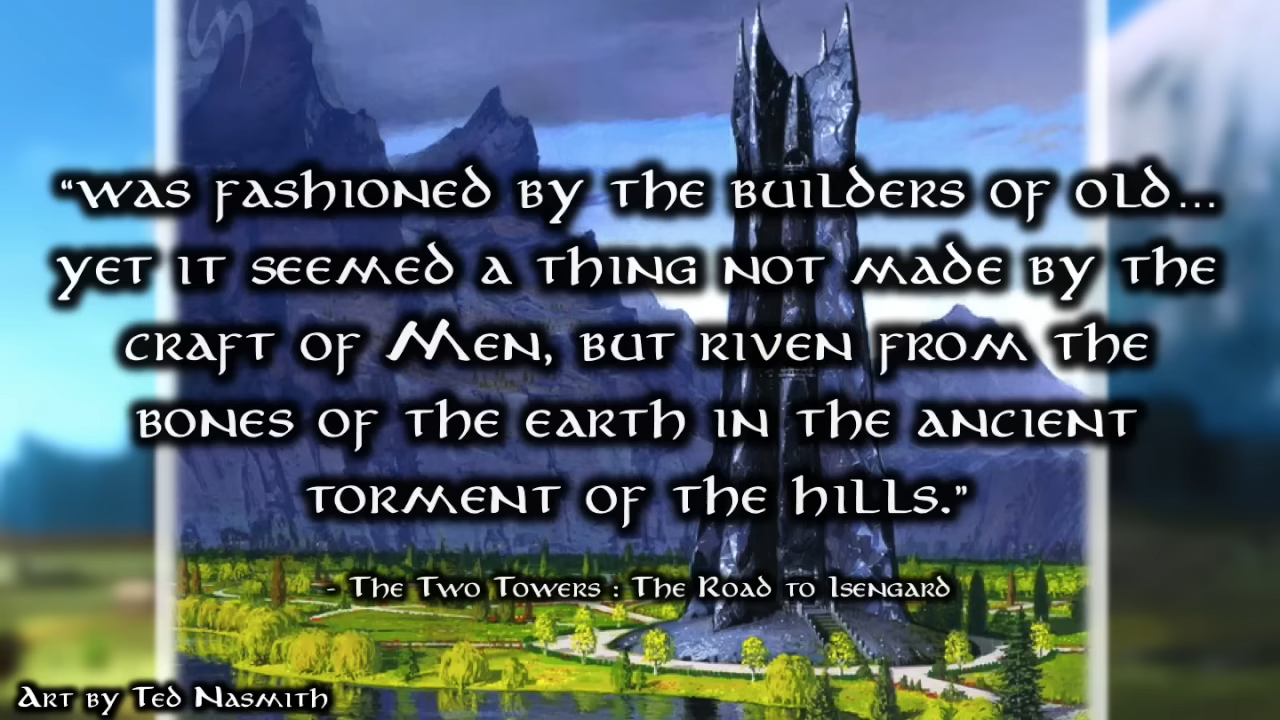 "was fashioned by the builders of old...
yet it seemed a thing not made by the
craft of Men, but riven from the
bones of the earth in the ancient
torment of the hills."
- The Two Towers : The Road to Isengard
Art by Ted Nasmith